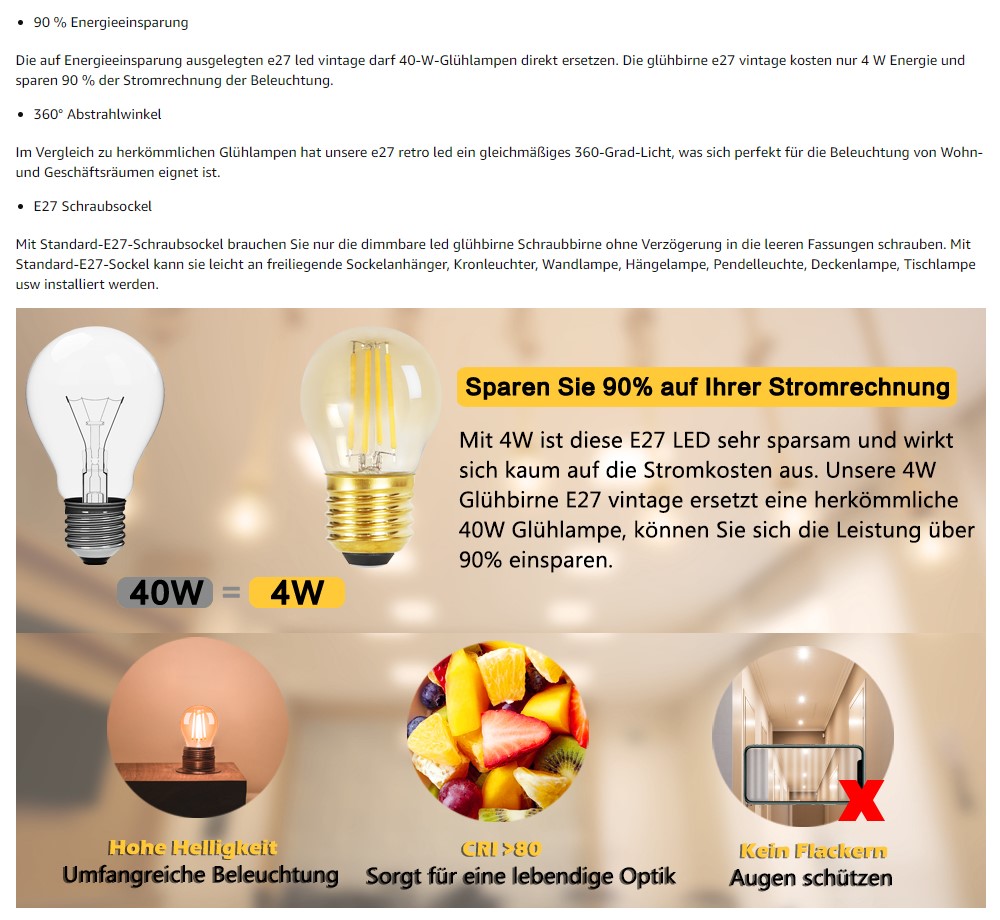 • 90 % Energieeinsparung
Die auf Energieeinsparung ausgelegten e27 led vintage darf 40-W-Glühlampen direkt ersetzen. Die glühbirne e27 vintage kosten nur 4 W Energie und
sparen 90 % der Stromrechnung der Beleuchtung.
• 360° Abstrahlwinkel
Im Vergleich zu herkömmlichen Glühlampen hat unsere e27 retro led ein gleichmäßiges 360-Grad-Licht, was sich perfekt für die Beleuchtung von Wohn-
und Geschäftsräumen eignet ist.
• E27 Schraubsockel
Mit Standard-E27-Schraubsockel brauchen Sie nur die dimmbare led glühbirne Schraubbirne ohne Verzögerung in die leeren Fassungen schrauben. Mit
Standard-E27-Sockel kann sie leicht an freiliegende Sockelanhänger, Kronleuchter, Wandlampe, Hängelampe, Pendelleuchte, Deckenlampe, Tischlampe
usw installiert werden.
Sparen Sie 90% auf Ihrer Stromrechnung
Mit 4W ist diese E27 LED sehr sparsam und wirkt
sich kaum auf die Stromkosten aus. Unsere 4W
Glühbirne E27 vintage ersetzt eine herkömmliche
40W Glühlampe, können Sie sich die Leistung über
90% einsparen.
40W = 4W
Hohe Helligkeit
Umfangreiche Beleuchtung
CRI >80
Sorgt für eine lebendige Optik
Kein Flackern
Augen schützen